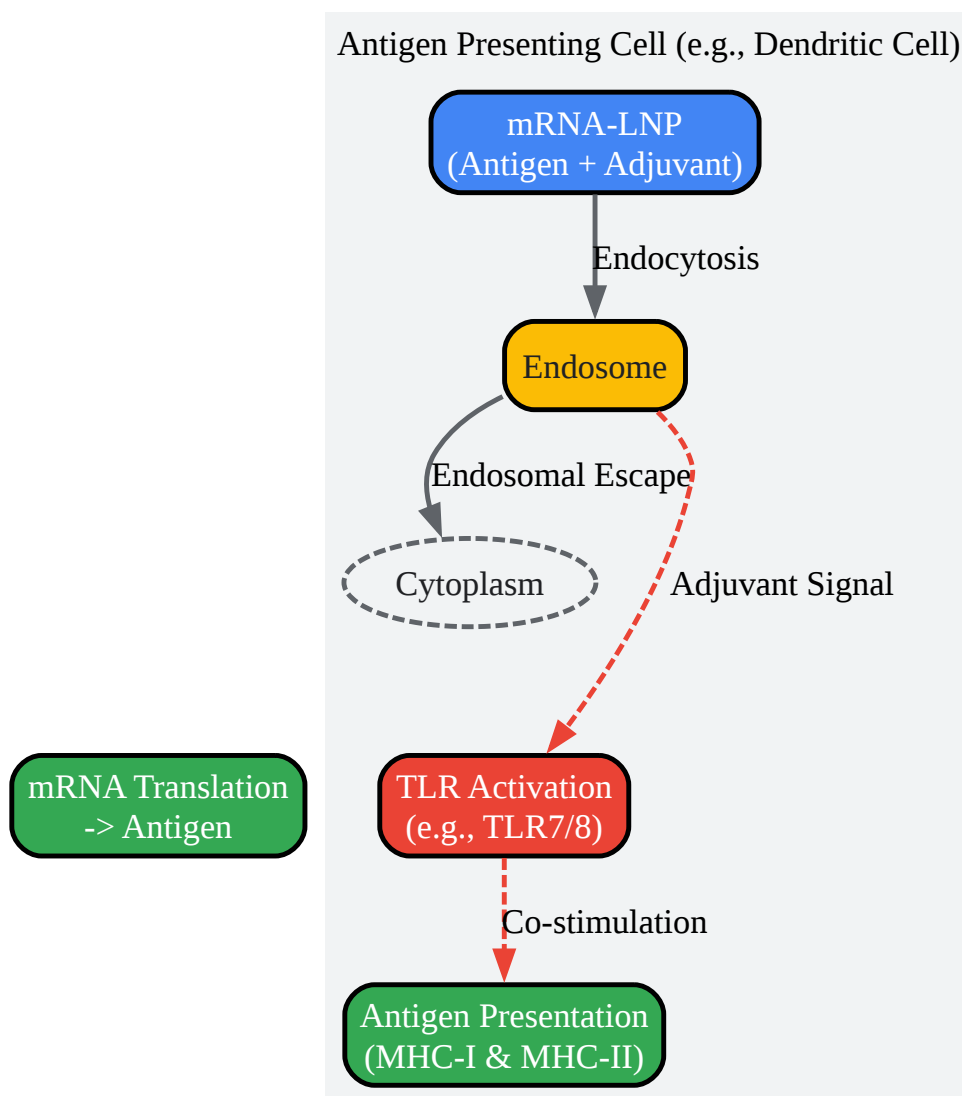 Antigen Presenting Cell (e.g., Dendritic Cell)
mRNA-LNP
(Antigen + Adjuvant)
Endocytosis
Endosome
Endosomal Escape
Cytoplasm
Adjuvant Signal
mRNA Translation
-> Antigen
TLR Activation
(e.g., TLR7/8)
Co-stimulation
Antigen Presentation
(MHC-I & MHC-II)